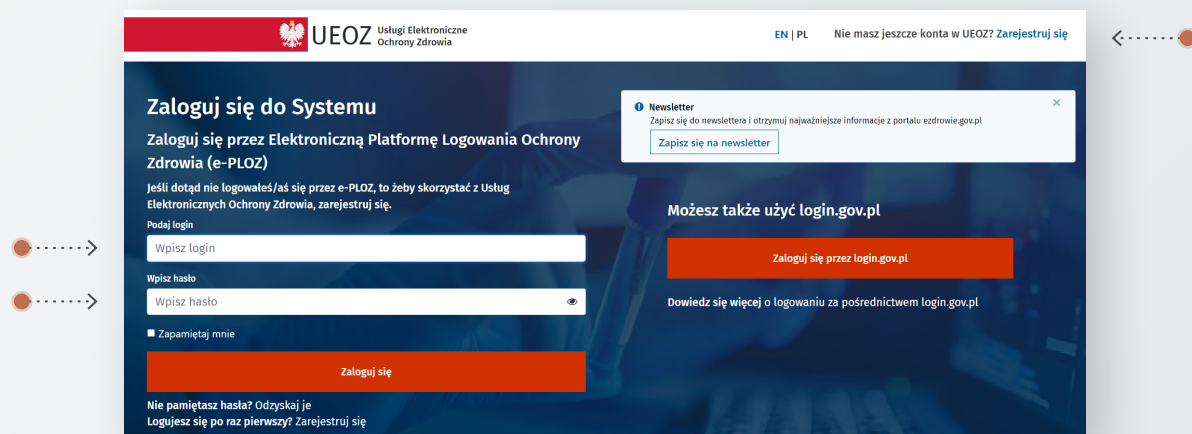 UEOZ Usługi Elektroniczne
Ochrony Zdrowia
EN | PL Nie masz jeszcze konta w UEOZ? Zarejestruj się
Zaloguj się do Systemu
Zaloguj się przez Elektroniczną Platformę Logowania Ochrony
Zdrowia (e-PLOZ)
Jeśli dotąd nie logowałeś/aś się przez e-PLOZ, to żeby skorzystać z Usług
Elektronicznych Ochrony Zdrowia, zarejestruj się.
Podaj login
Wpisz login
Wpisz hasło
Wpisz hasło
Zapamiętaj mnie
Zaloguj się
Nie pamiętasz hasła? Odzyskaj je
Logujesz się po raz pierwszy? Zarejestruj się
Newsletter
Zapisz się do newslettera i otrzymuj najważniejsze informacje z portalu ezdrowie.gov.pl
Zapisz się na newsletter
Możesz także użyć login.gov.pl
Zaloguj się przez login.gov.pl
Dowiedz się więcej o logowaniu za pośrednictwem login.gov.pl